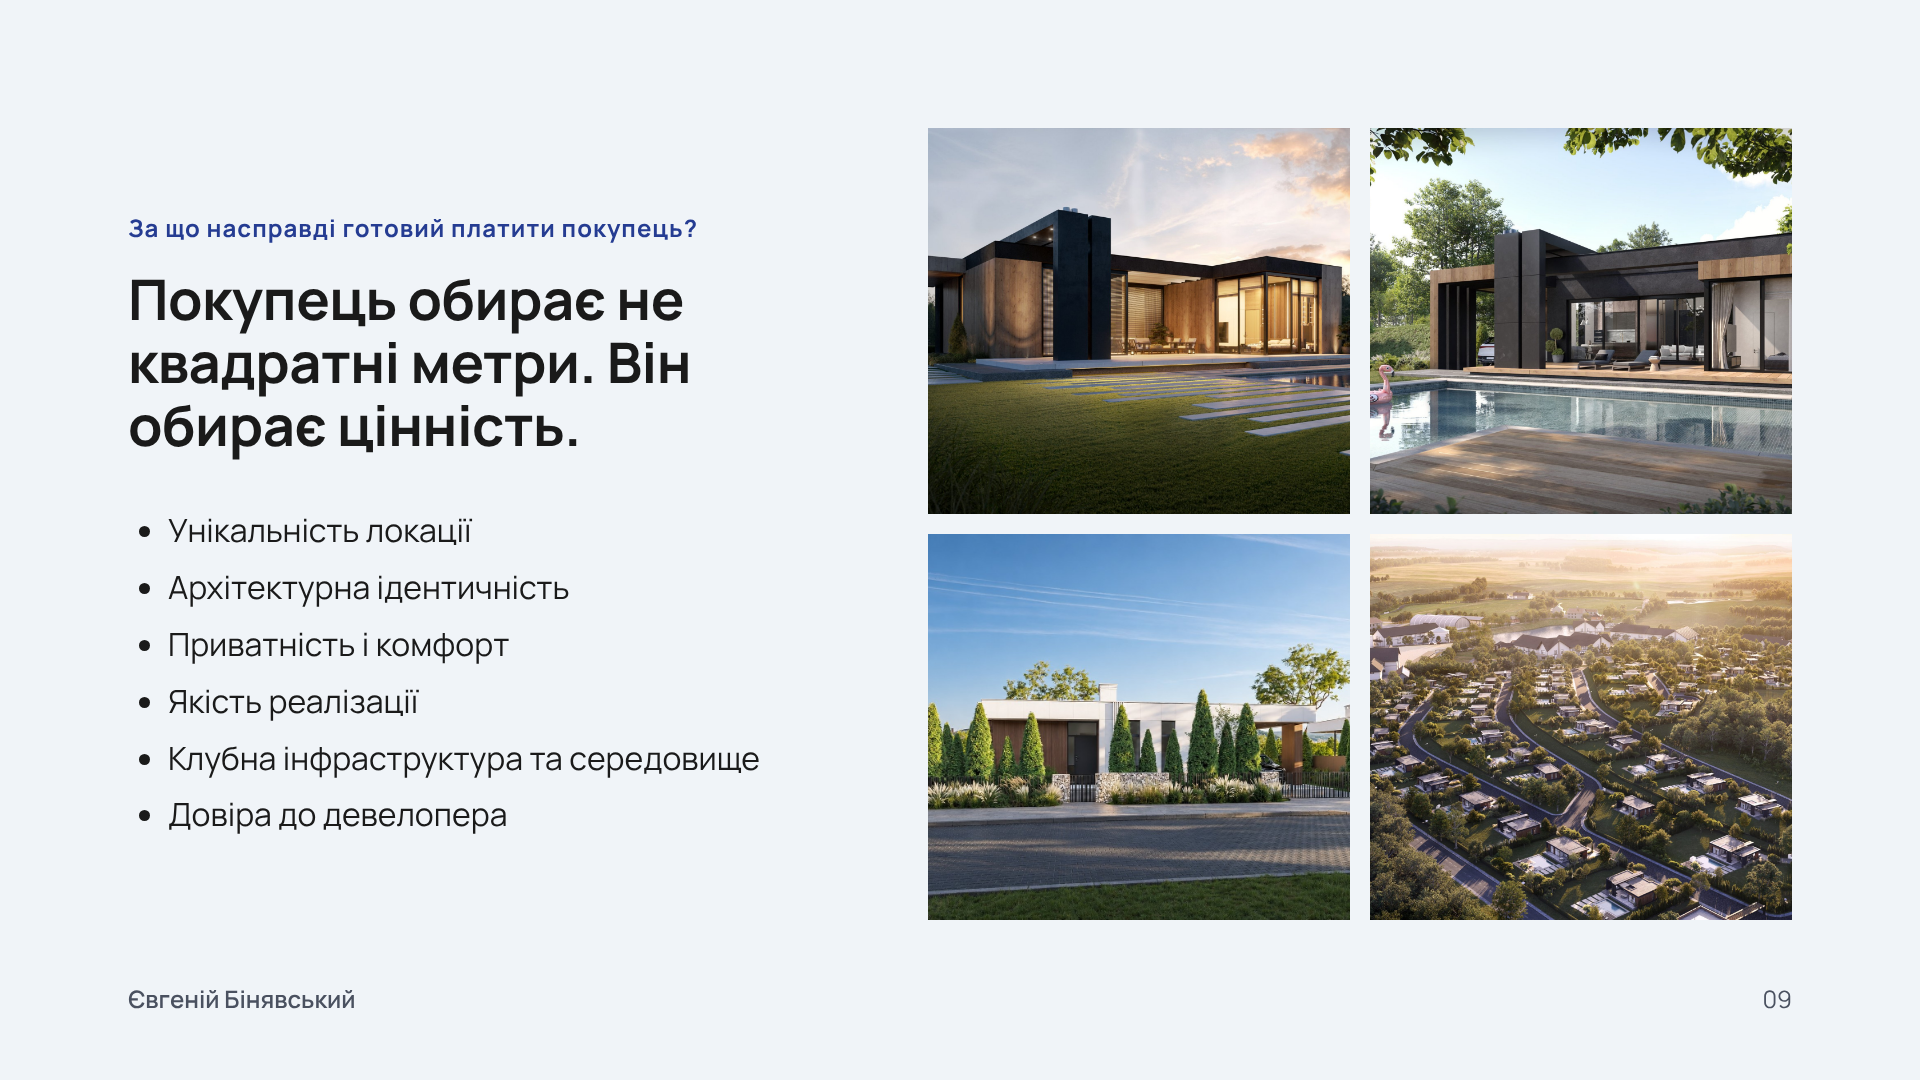 За що насправді готовий платити покупець?
Покупець обирає не
квадратні метри. Він
обирає цінність.
• Унікальність локації
• Архітектурна ідентичність
• Приватність і комфорт
• Якість реалізації
• Клубна інфраструктура та середовище
• Довіра до девелопера
Євгеній Бінявський
09